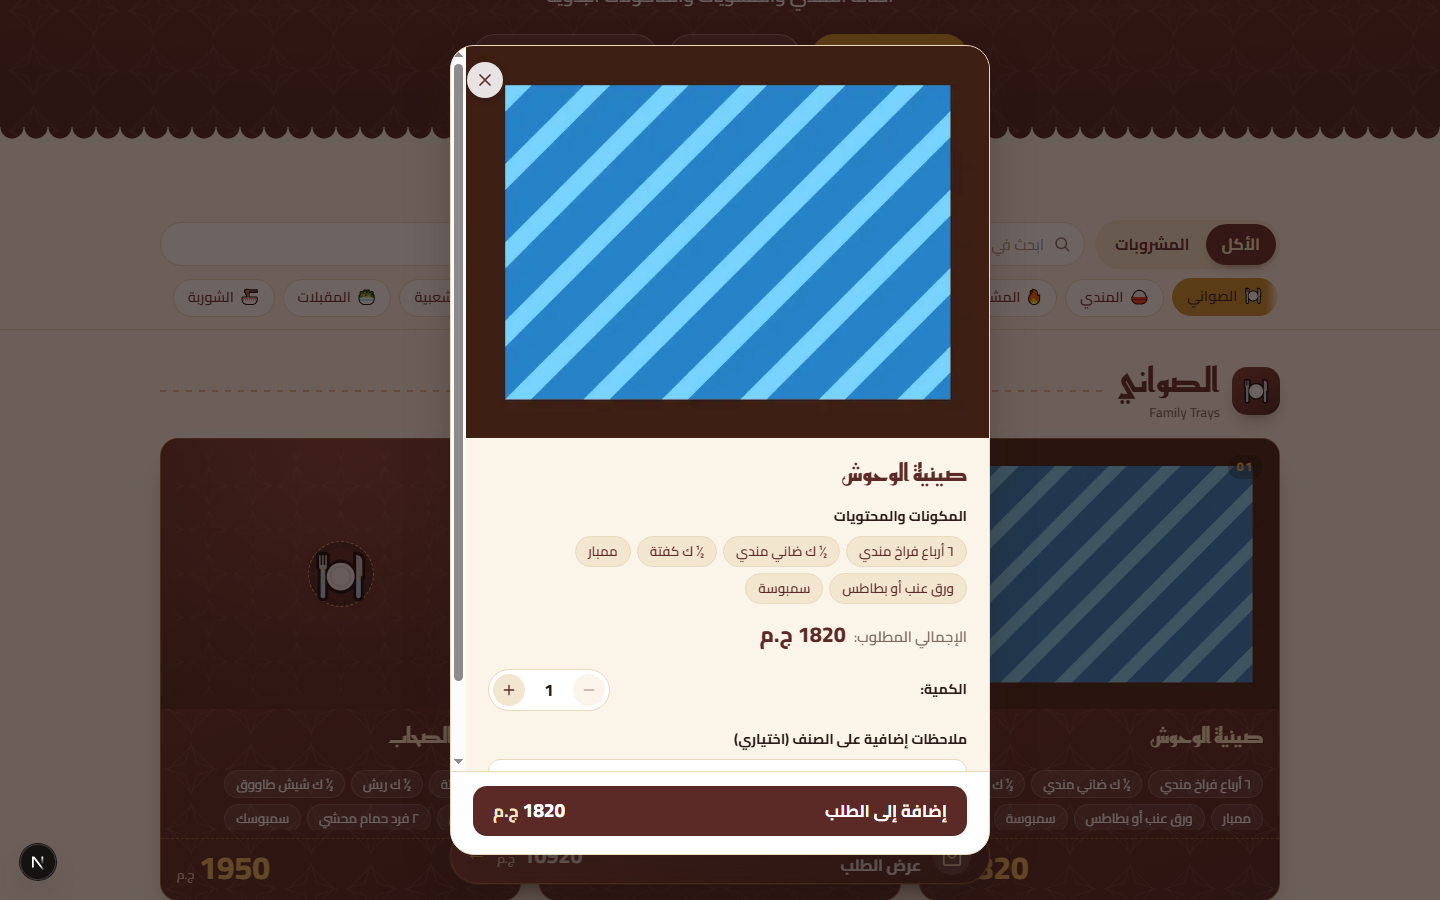 الأكل
المشروبات
ابحث في
الصواني
المندي
المقبلات
الشوربة
الصواني
Family Trays
01
صينية الوحوش
المكونات والمحتويات
٦ أرباع فراخ مندي
½ ك ضاني مندي
½ ك كفتة
ممبار
ورق عنب أو بطاطس
سمبوسة
الإجمالي المطلوب: 1820 ج.م
الكمية:
1
ملاحظات إضافية على الصنف (اختياري)
إضافة إلى الطلب 1820 ج.م
صينية الوحوش
٦ أرباع فراخ مندي
½ ك ضاني مندي
ممبار
ورق عنب أو بطاطس
سمبوسة
½ ك ريش
½ ك شيش طاووق
٢ فرد حمام محشي
سمبوسك
1950 ج.م
عرض الطلب
N